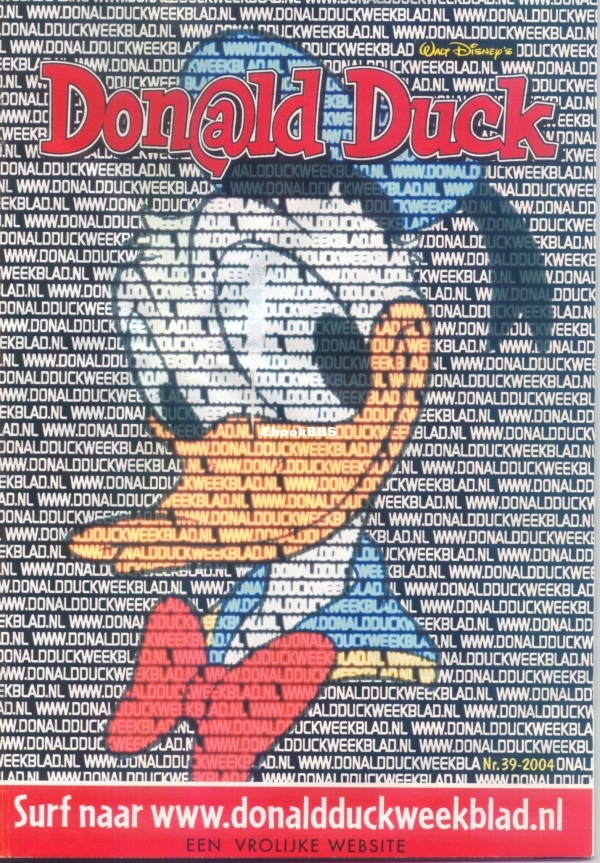 WALT DISNEY'S
Don@ld Duck
WWW.DONALDDUCKWEEKBLAD.NL
EbookBBS
Nr. 39-2004
Surf naar www.donaldduckweekblad.nl
EEN VROLIJKE WEBSITE